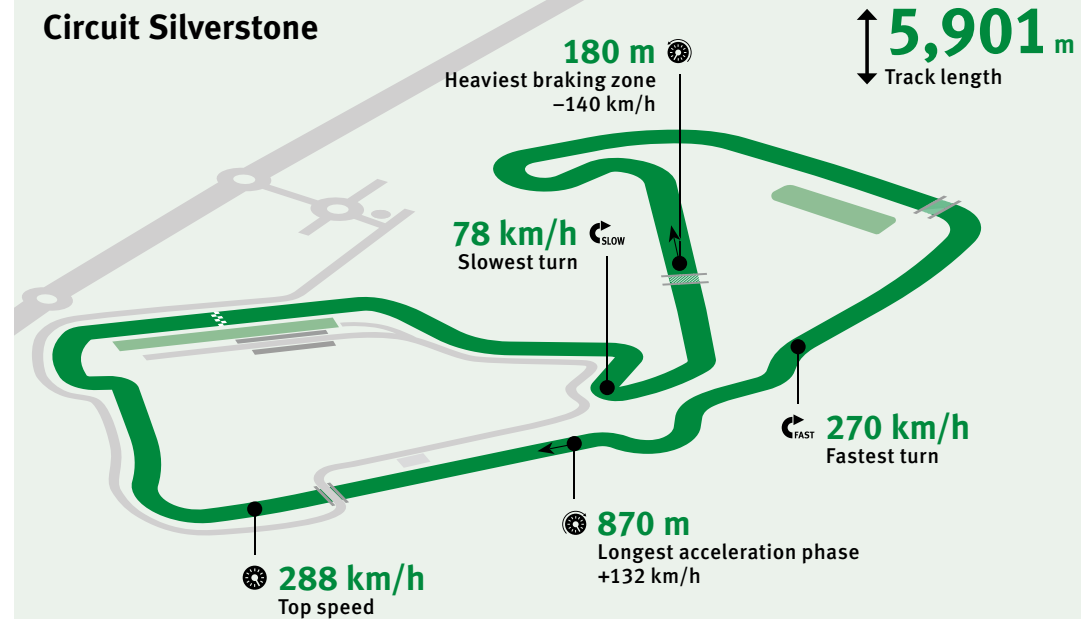 Circuit Silverstone
5,901 m
Track length
180 m
Heaviest braking zone
–140 km/h
78 km/h
SLOW
Slowest turn
FAST
270 km/h
Fastest turn
870 m
Longest acceleration phase
+132 km/h
288 km/h
Top speed